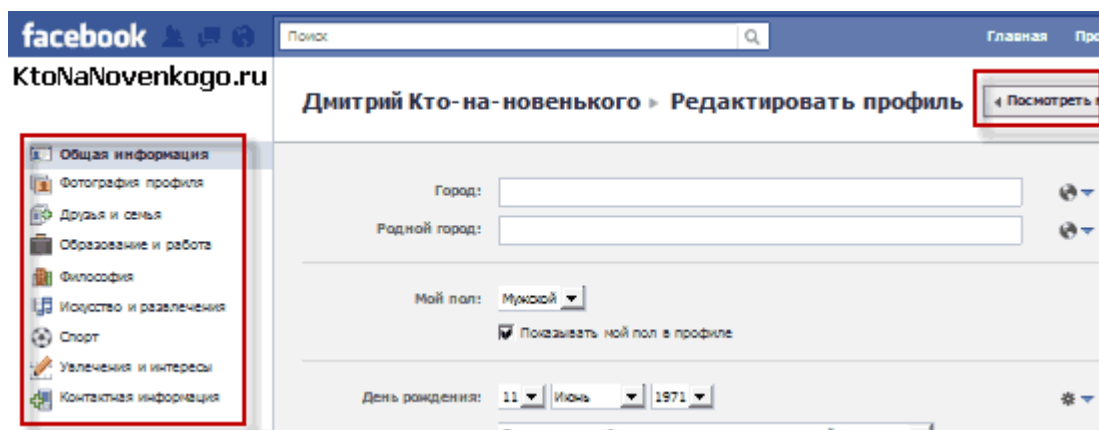 facebook
Поиск
Главная
KtoNaNovenkogo.ru
Дмитрий Кто-на-новенького ▸ Редактировать профиль
Посмотреть
Общая информация
Фотография профиля
Друзья и семья
Образование и работа
Философия
Искусство и развлечения
Спорт
Увлечения и интересы
Контактная информация
Город:
Родной город:
Мой пол: Мужской
Показывать мой пол в профиле
День рождения: 11 Июнь 1971